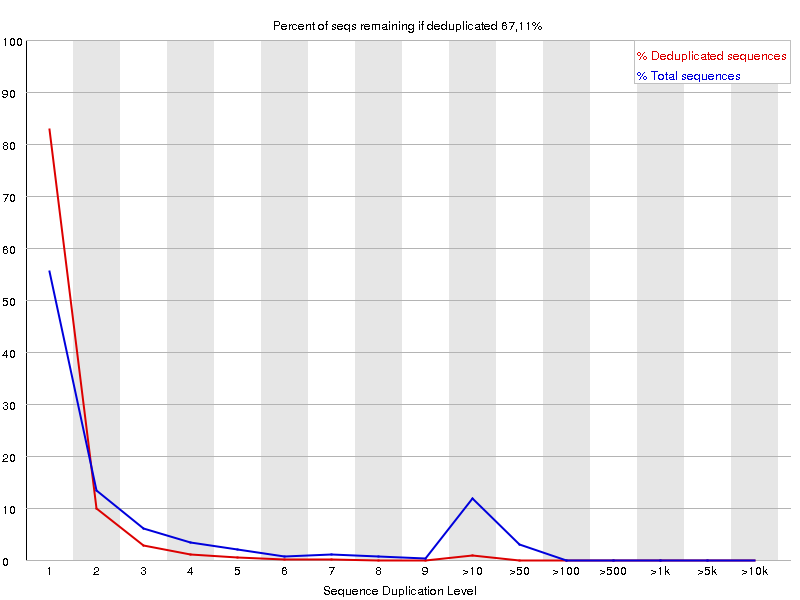 Percent of seqs remaining if deduplicated 67,11%
% Deduplicated sequences
% Total sequences
100
90
80
70
60
50
40
30
20
10
0
1 2 3 4 5 6 7 8 9 >10 >50 >100 >500 >1k >5k >10k
Sequence Duplication Level